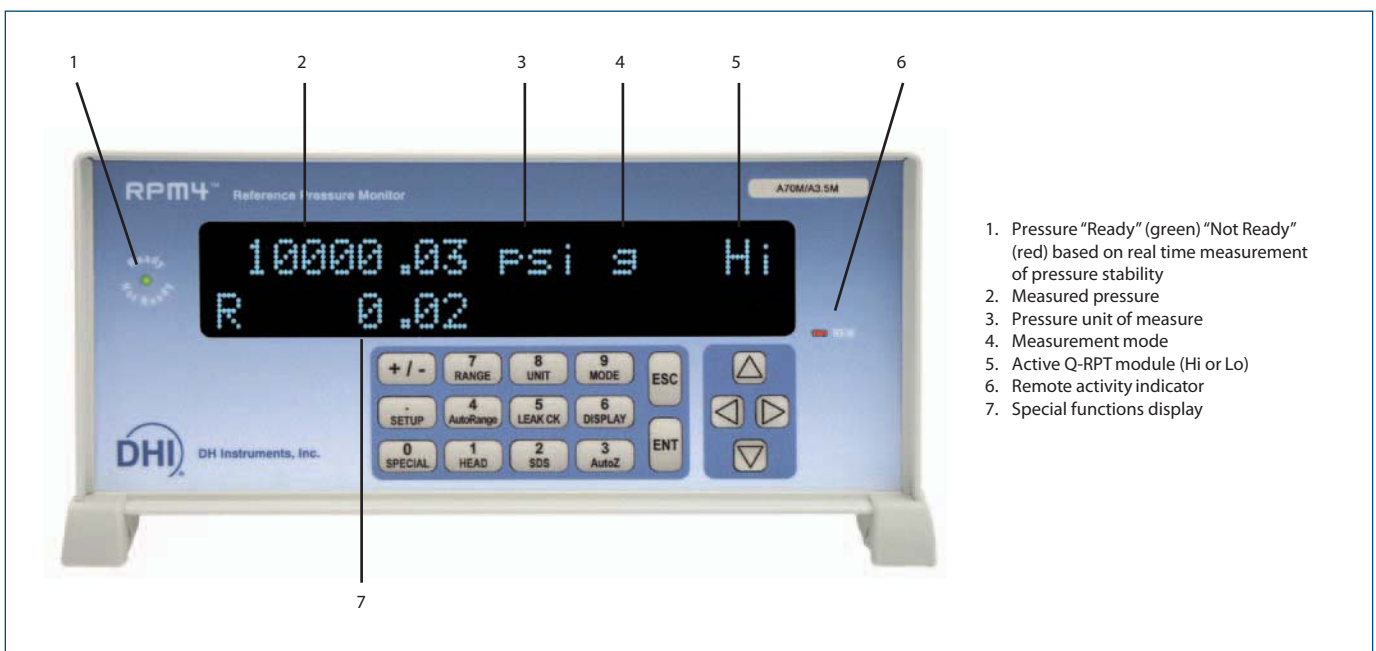 1 2 3 4 5 6
RPM4™ Reference Pressure Monitor
A70M/A3.5M
Ready
Not Ready
10000.03 psi g Hi
R 0.02
+/- 7 RANGE 8 UNIT 9 MODE ESC
. SETUP 4 AutoRange 5 LEAK CK 6 DISPLAY
0 SPECIAL 1 HEAD 2 SDS 3 AutoZ ENT
DHI® DH Instruments, Inc.
7
1. Pressure “Ready” (green) “Not Ready”
(red) based on real time measurement
of pressure stability
2. Measured pressure
3. Pressure unit of measure
4. Measurement mode
5. Active Q-RPT module (Hi or Lo)
6. Remote activity indicator
7. Special functions display